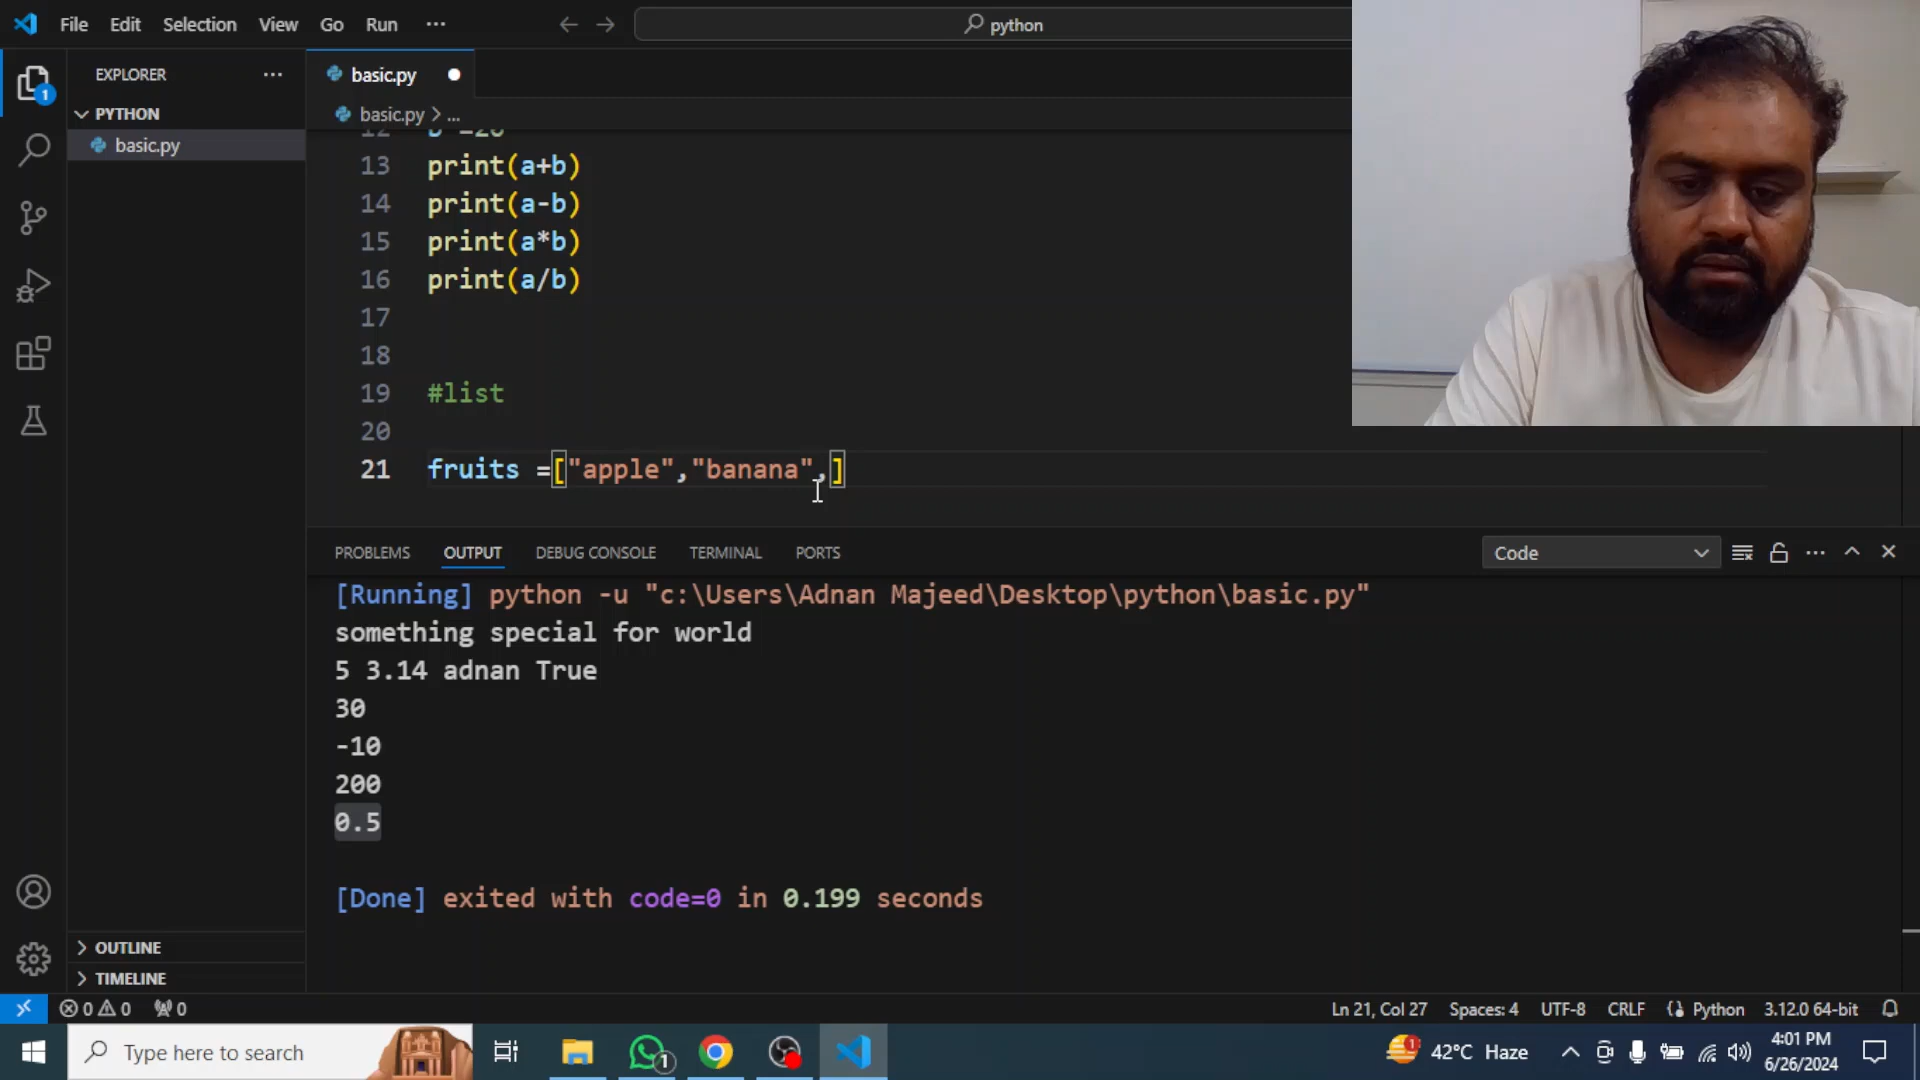 File Edit Selection View Go Run ···
python
EXPLORER ···
PYTHON
basic.py
1
basic.py
basic.py > ...
12 b =20
13 print(a+b)
14 print(a-b)
15 print(a*b)
16 print(a/b)
17
18
19 #list
20
21 fruits =["apple","banana",]
PROBLEMS OUTPUT DEBUG CONSOLE TERMINAL PORTS
Code
[Running] python -u "c:\Users\Adnan Majeed\Desktop\python\basic.py"
something special for world
5 3.14 adnan True
30
-10
200
0.5
[Done] exited with code=0 in 0.199 seconds
OUTLINE
TIMELINE
0 0 0
Ln 21, Col 27 Spaces: 4 UTF-8 CRLF Python 3.12.0 64-bit
Type here to search
1
1
42°C Haze
4:01 PM
6/26/2024